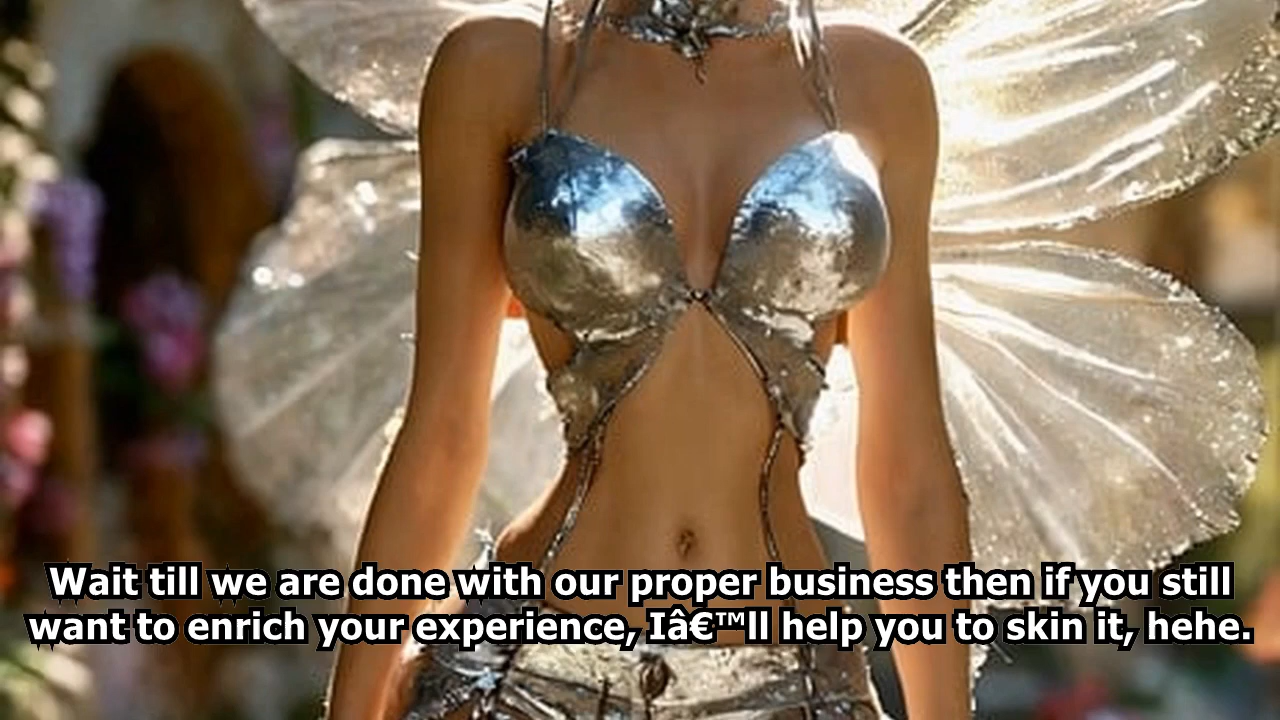 Wait till we are done with our proper business then if you still
want to enrich your experience, Iâ€™ll help you to skin it, hehe.